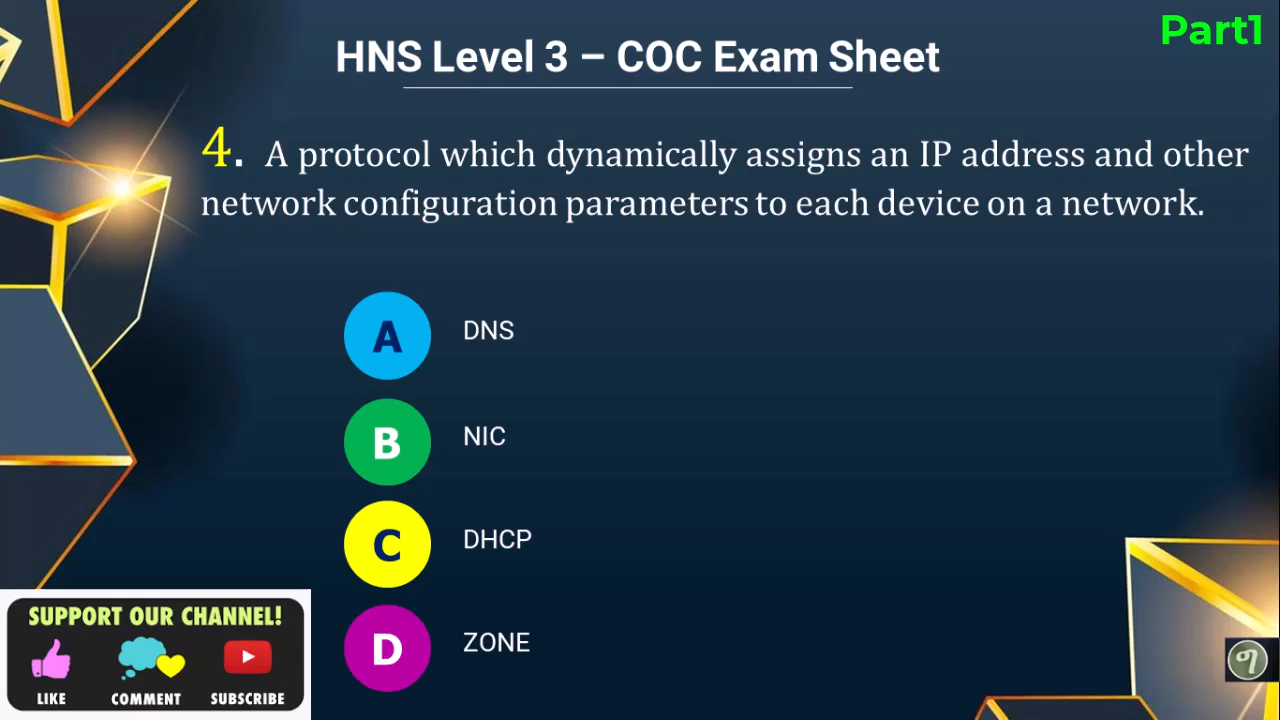 Part1
HNS Level 3 – COC Exam Sheet
4. A protocol which dynamically assigns an IP address and other
network configuration parameters to each device on a network.
A DNS
B NIC
C DHCP
D ZONE
SUPPORT OUR CHANNEL!
LIKE COMMENT SUBSCRIBE